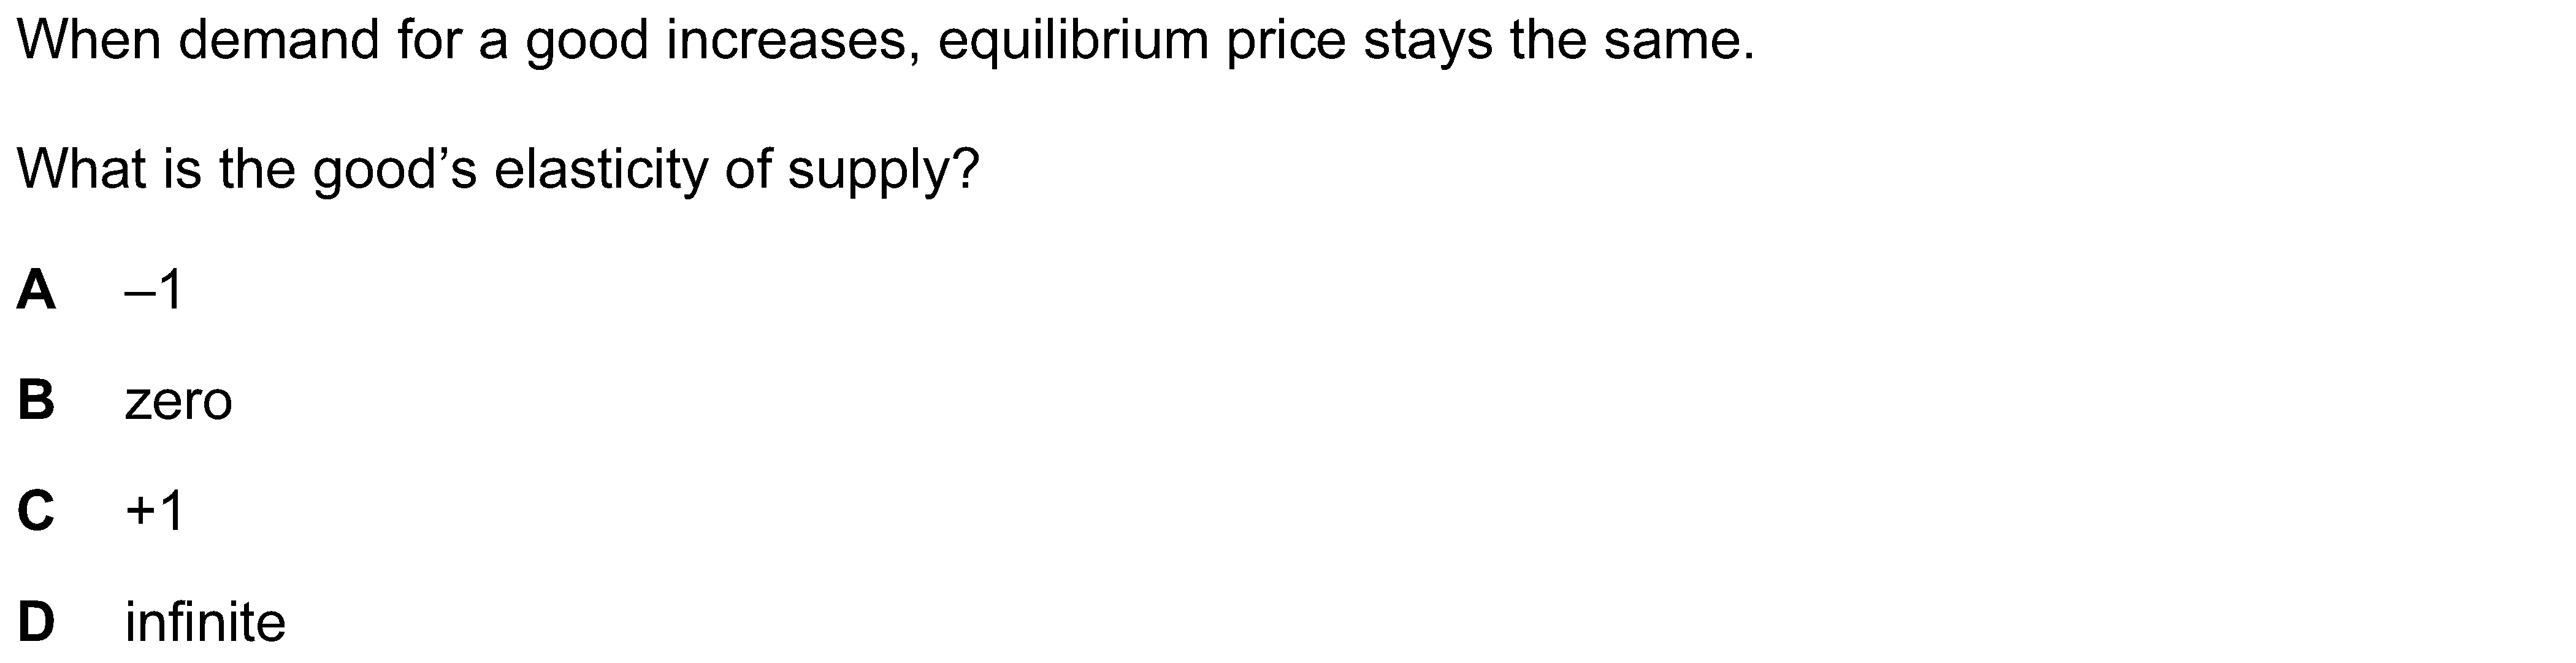 When demand for a good increases, equilibrium price stays the same.
What is the good’s elasticity of supply?
A –1
B zero
C +1
D infinite